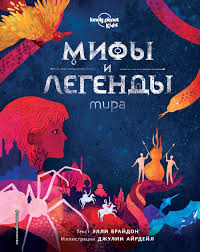 lonely planet
Kids
МИФЫ
И
ЛЕГЕНДЫ
мира
Текст ЭЛЛИ БРАЙДОН
Иллюстрации ДЖУЛИИ АЙРДЕЙЛ